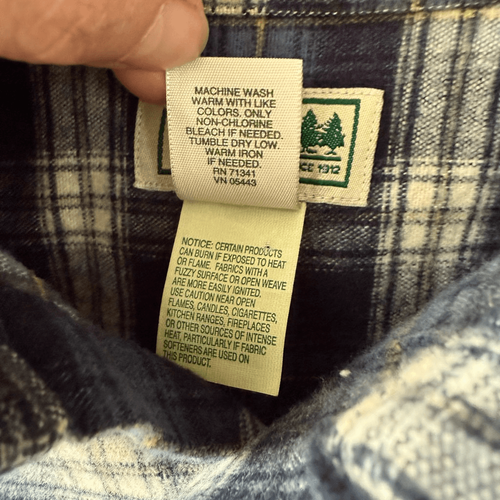 MACHINE WASH
WARM WITH LIKE
COLORS. ONLY
NON-CHLORINE
BLEACH IF NEEDED.
TUMBLE DRY LOW.
WARM IRON
IF NEEDED.
RN 71341
VN 05443
1912
NOTICE: CERTAIN PRODUCTS
CAN BURN IF EXPOSED TO HEAT
OR FLAME. FABRICS WITH A
FUZZY SURFACE OR OPEN WEAVE
ARE MORE EASILY IGNITED.
USE CAUTION NEAR OPEN
FLAMES, CANDLES, CIGARETTES,
KITCHEN RANGES, FIREPLACES
OR OTHER SOURCES OF INTENSE
HEAT, PARTICULARLY IF FABRIC
SOFTENERS ARE USED ON
THIS PRODUCT.